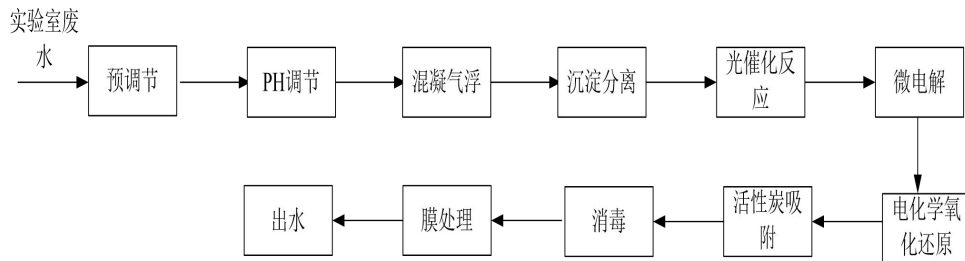 实验室废
水
预调节
PH调节
混凝气浮
沉淀分离
光催化反
应
微电解
电化学氧
化还原
活性炭吸
附
消毒
膜处理
出水